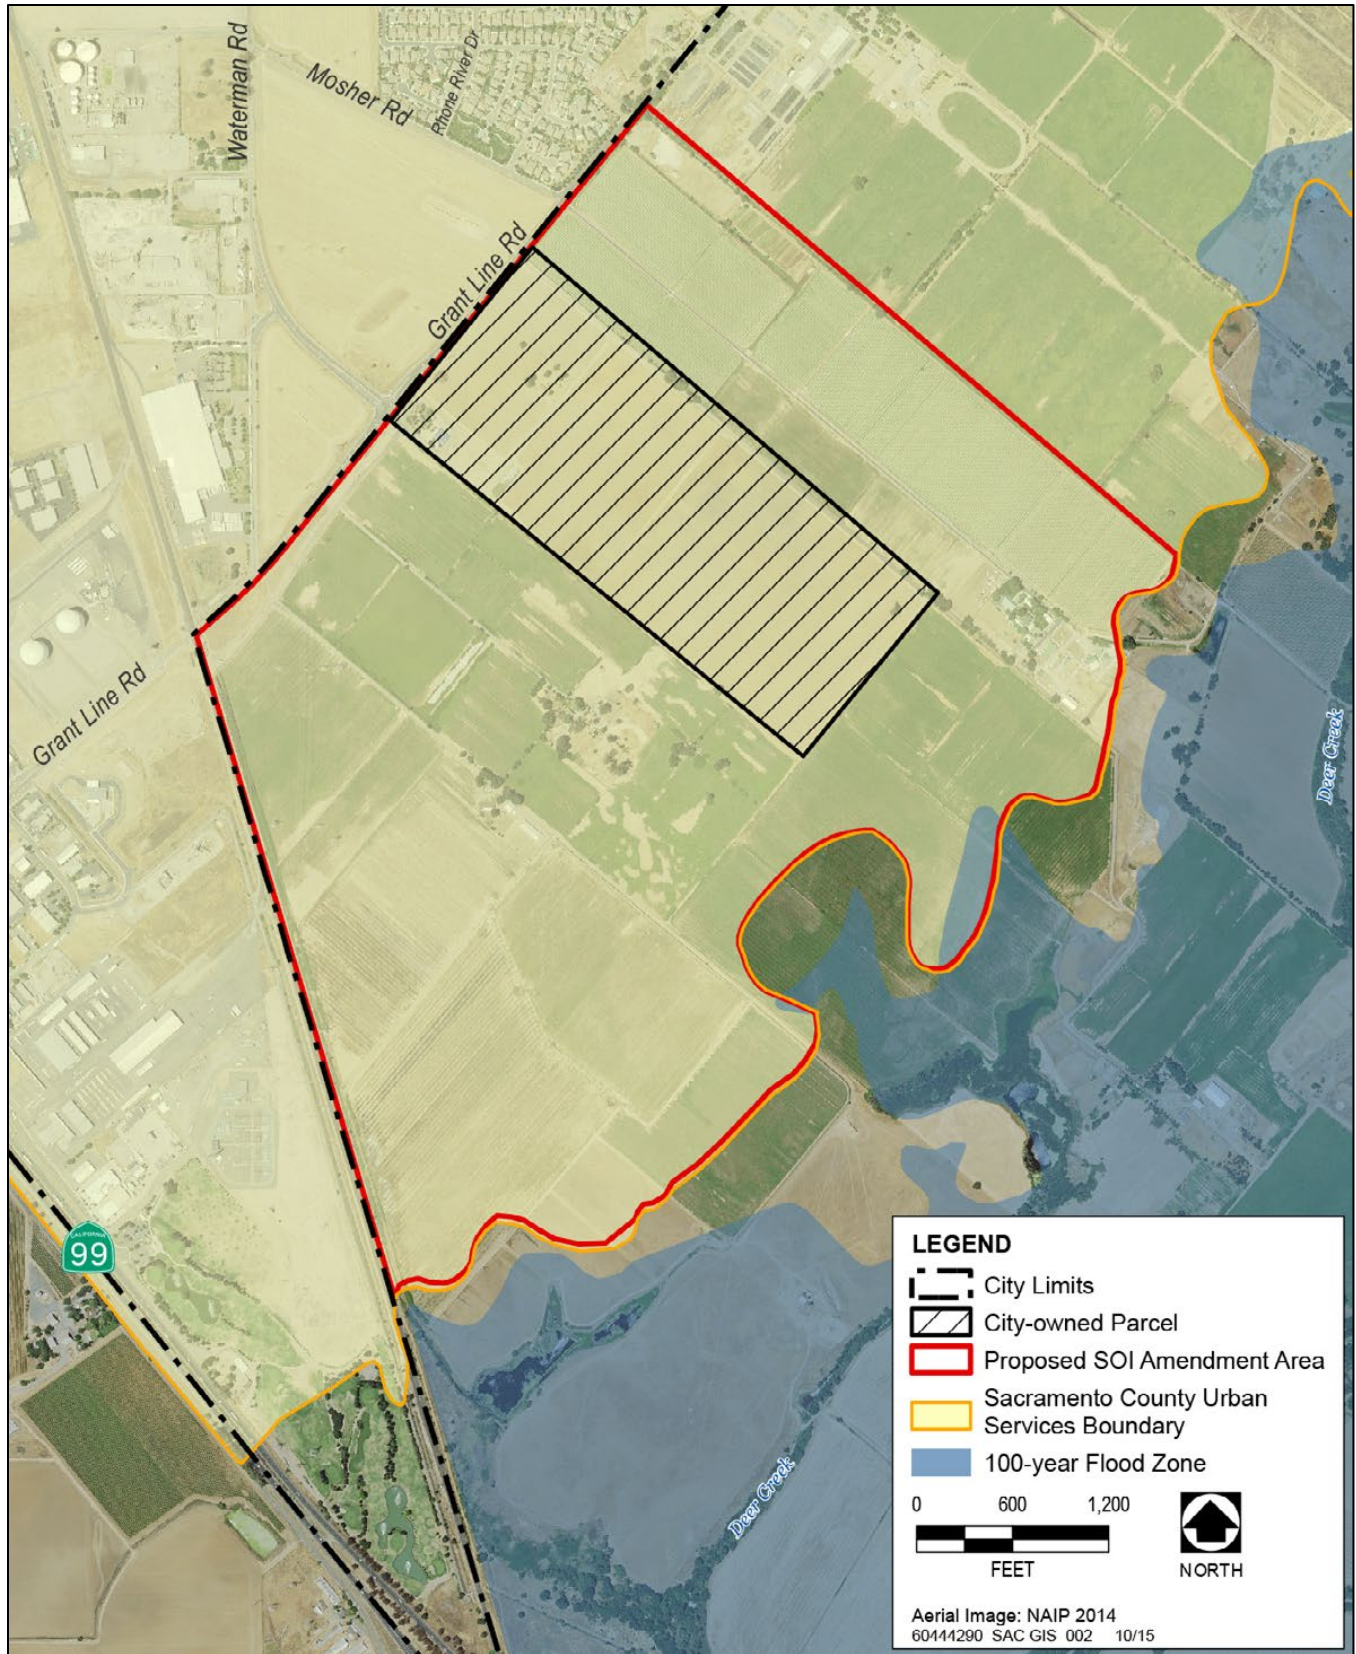 Waterman Rd
Mosher Rd
Rhone River Dr
Grant Line Rd
Grant Line Rd
Deer Creek
CALIFORNIA
99
Deer Creek
LEGEND
City Limits
City-owned Parcel
Proposed SOI Amendment Area
Sacramento County Urban
Services Boundary
100-year Flood Zone
0 600 1,200
FEET
NORTH
Aerial Image: NAIP 2014
60444290 SAC GIS 002 10/15